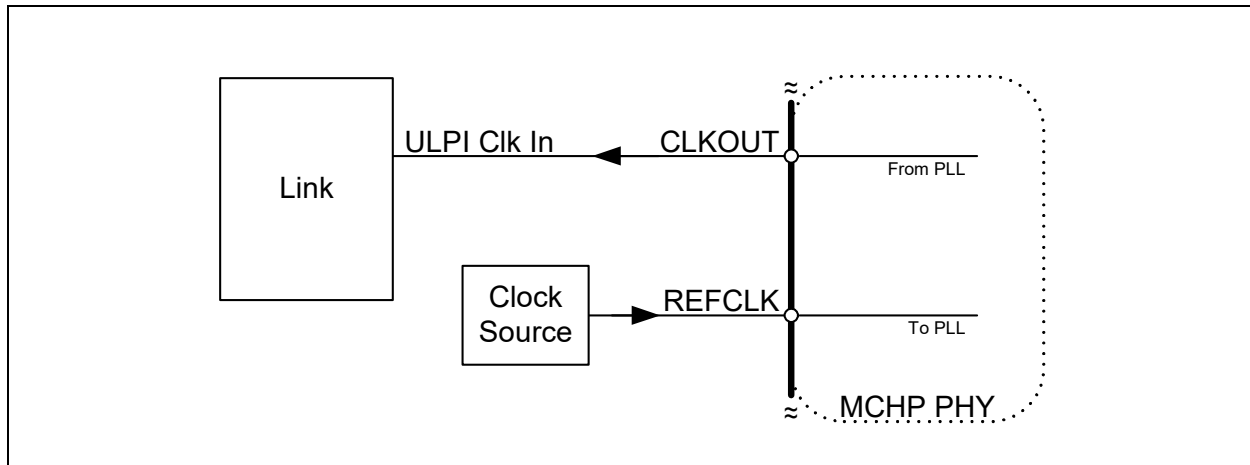 ULPI Clk In
CLKOUT
From PLL
Link
Clock
Source
REFCLK
To PLL
MCHP PHY